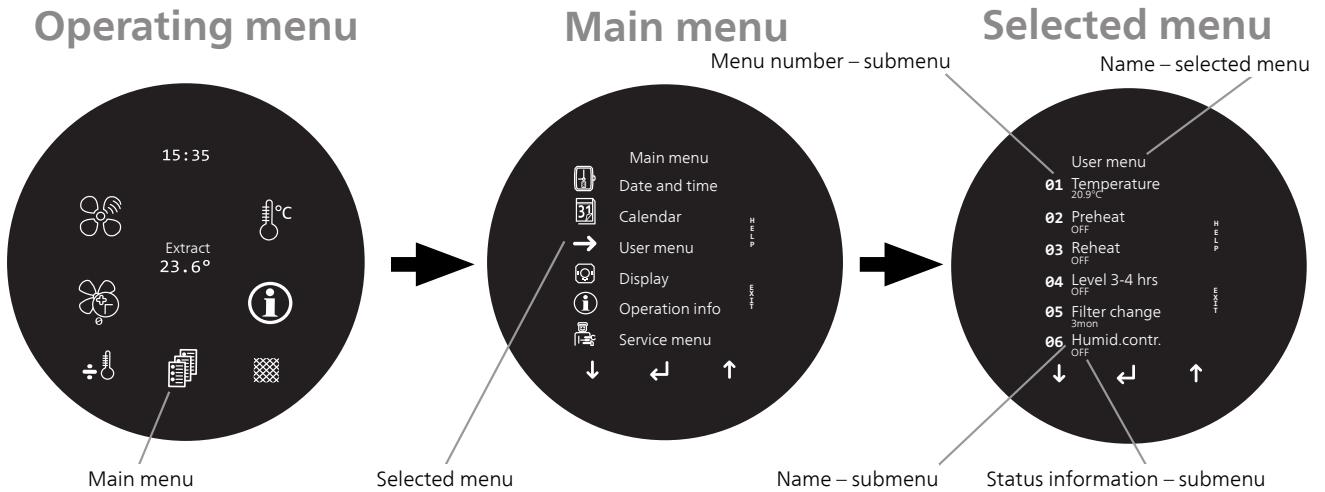 Operating menu
Main menu
Selected menu
Menu number – submenu
Name – selected menu
15:35
°C
Extract
23.6°
Main menu
Date and time
31
Calendar
User menu
Display
Operation info
Service menu
HELP
EXIT
User menu
01 Temperature
20.9°C
02 Preheat
OFF
03 Reheat
OFF
04 Level 3-4 hrs
OFF
05 Filter change
3mon
06 Humid.contr.
OFF
HELP
EXIT
Main menu
Selected menu
Name – submenu
Status information – submenu